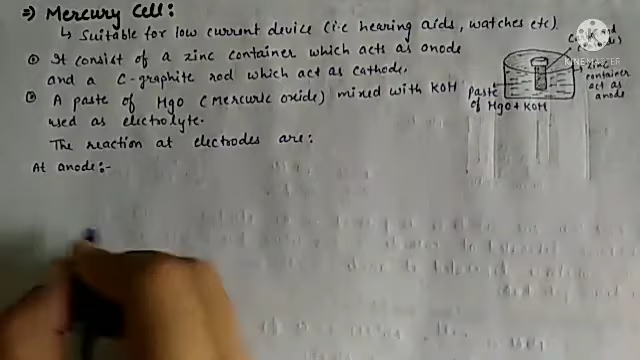 ⇒ Mercury Cell:
↳ Suitable for low current device (i.e hearing aids, watches etc).
① It consist of a zinc container which acts as anode
and a C-graphite rod which act as cathode.
② A paste of HgO (Mercuric oxide) mixed with KOH
used as electrolyte.
The reaction at electrodes are:
At anode:-
container
act as
anode
Paste
of HgO + KOH
K
KINEMASTER